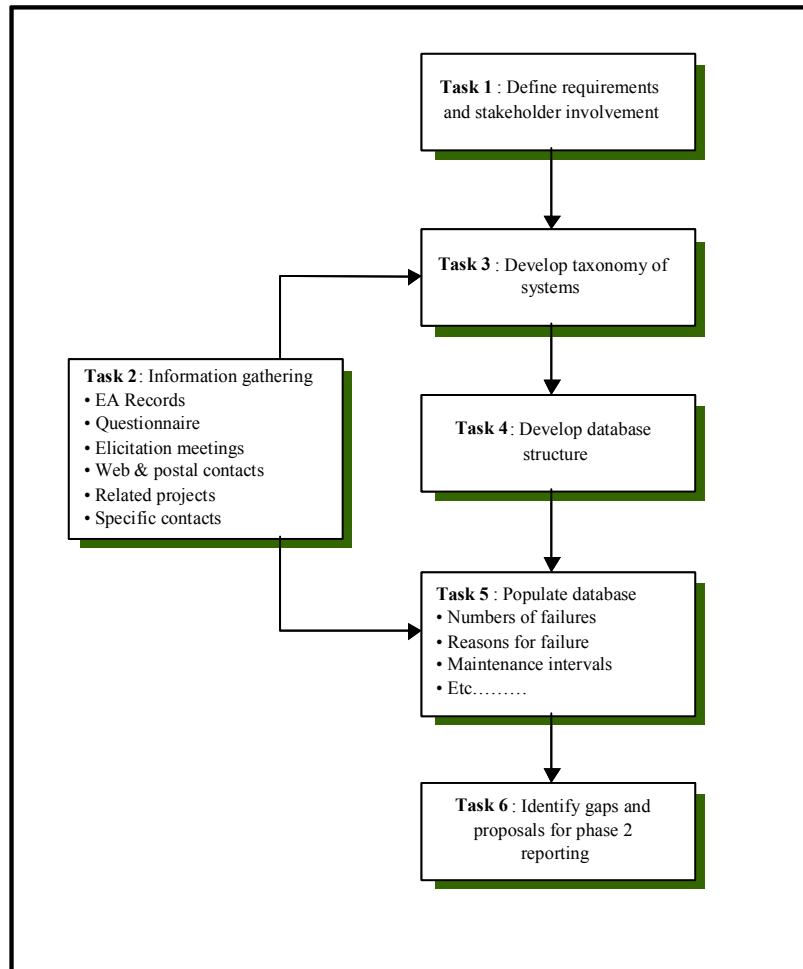 Task 1 : Define requirements
and stakeholder involvement
Task 3 : Develop taxonomy of
systems
Task 2: Information gathering
• EA Records
• Questionnaire
• Elicitation meetings
• Web & postal contacts
• Related projects
• Specific contacts
Task 4: Develop database
structure
Task 5 : Populate database
• Numbers of failures
• Reasons for failure
• Maintenance intervals
• Etc………
Task 6 : Identify gaps and
proposals for phase 2
reporting